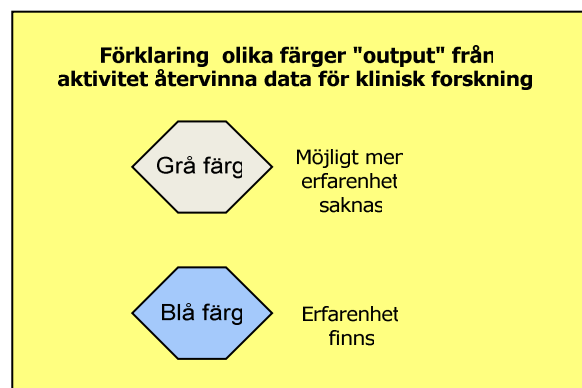 Förklaring olika färger "output" från
aktivitet återvinna data för klinisk forskning
Grå färg
Möjligt men
erfarenhet
saknas
Blå färg
Erfarenhet
finns